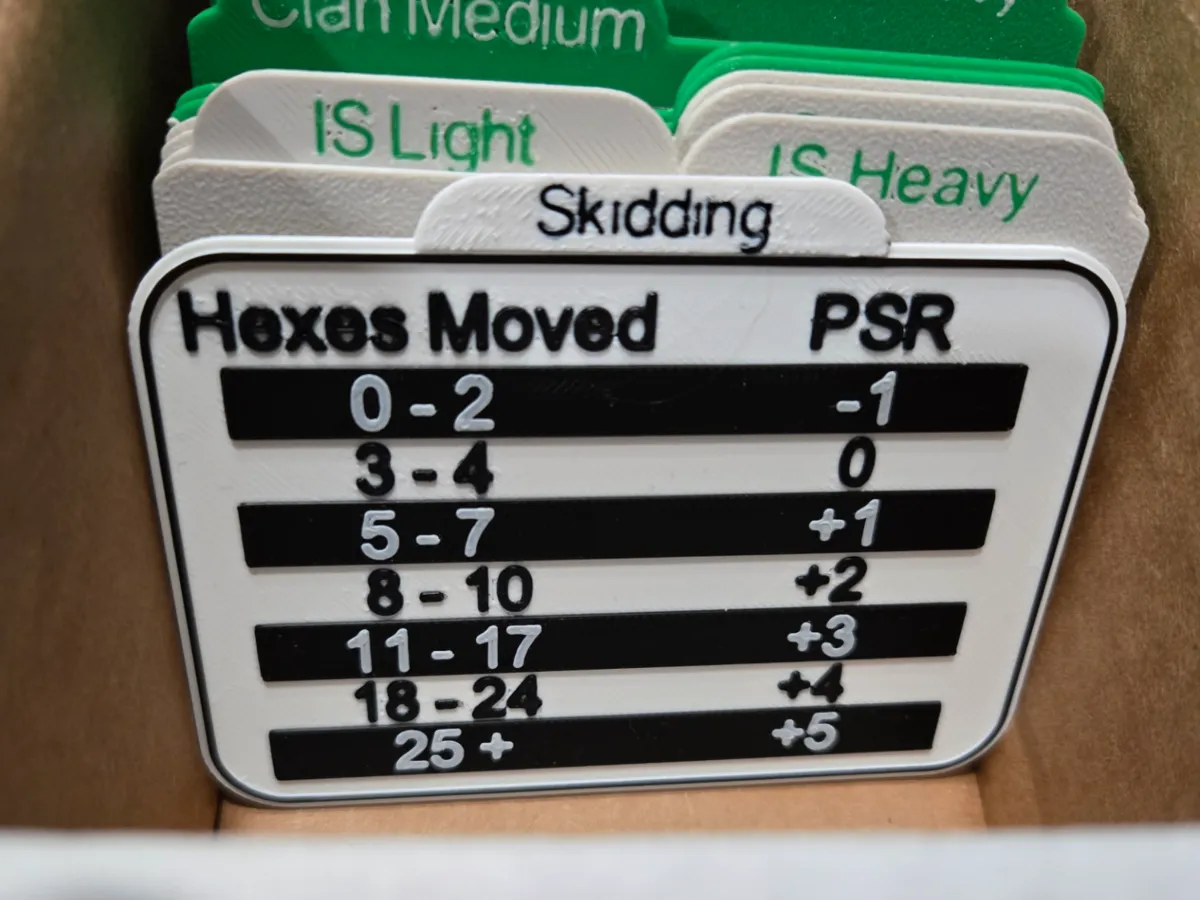 Clan Medium
IS Light
IS Heavy
Skidding
Hexes Moved PSR
0 - 2 -1
3 - 4 0
5 - 7 +1
8 - 10 +2
11 - 17 +3
18 - 24 +4
25 + +5